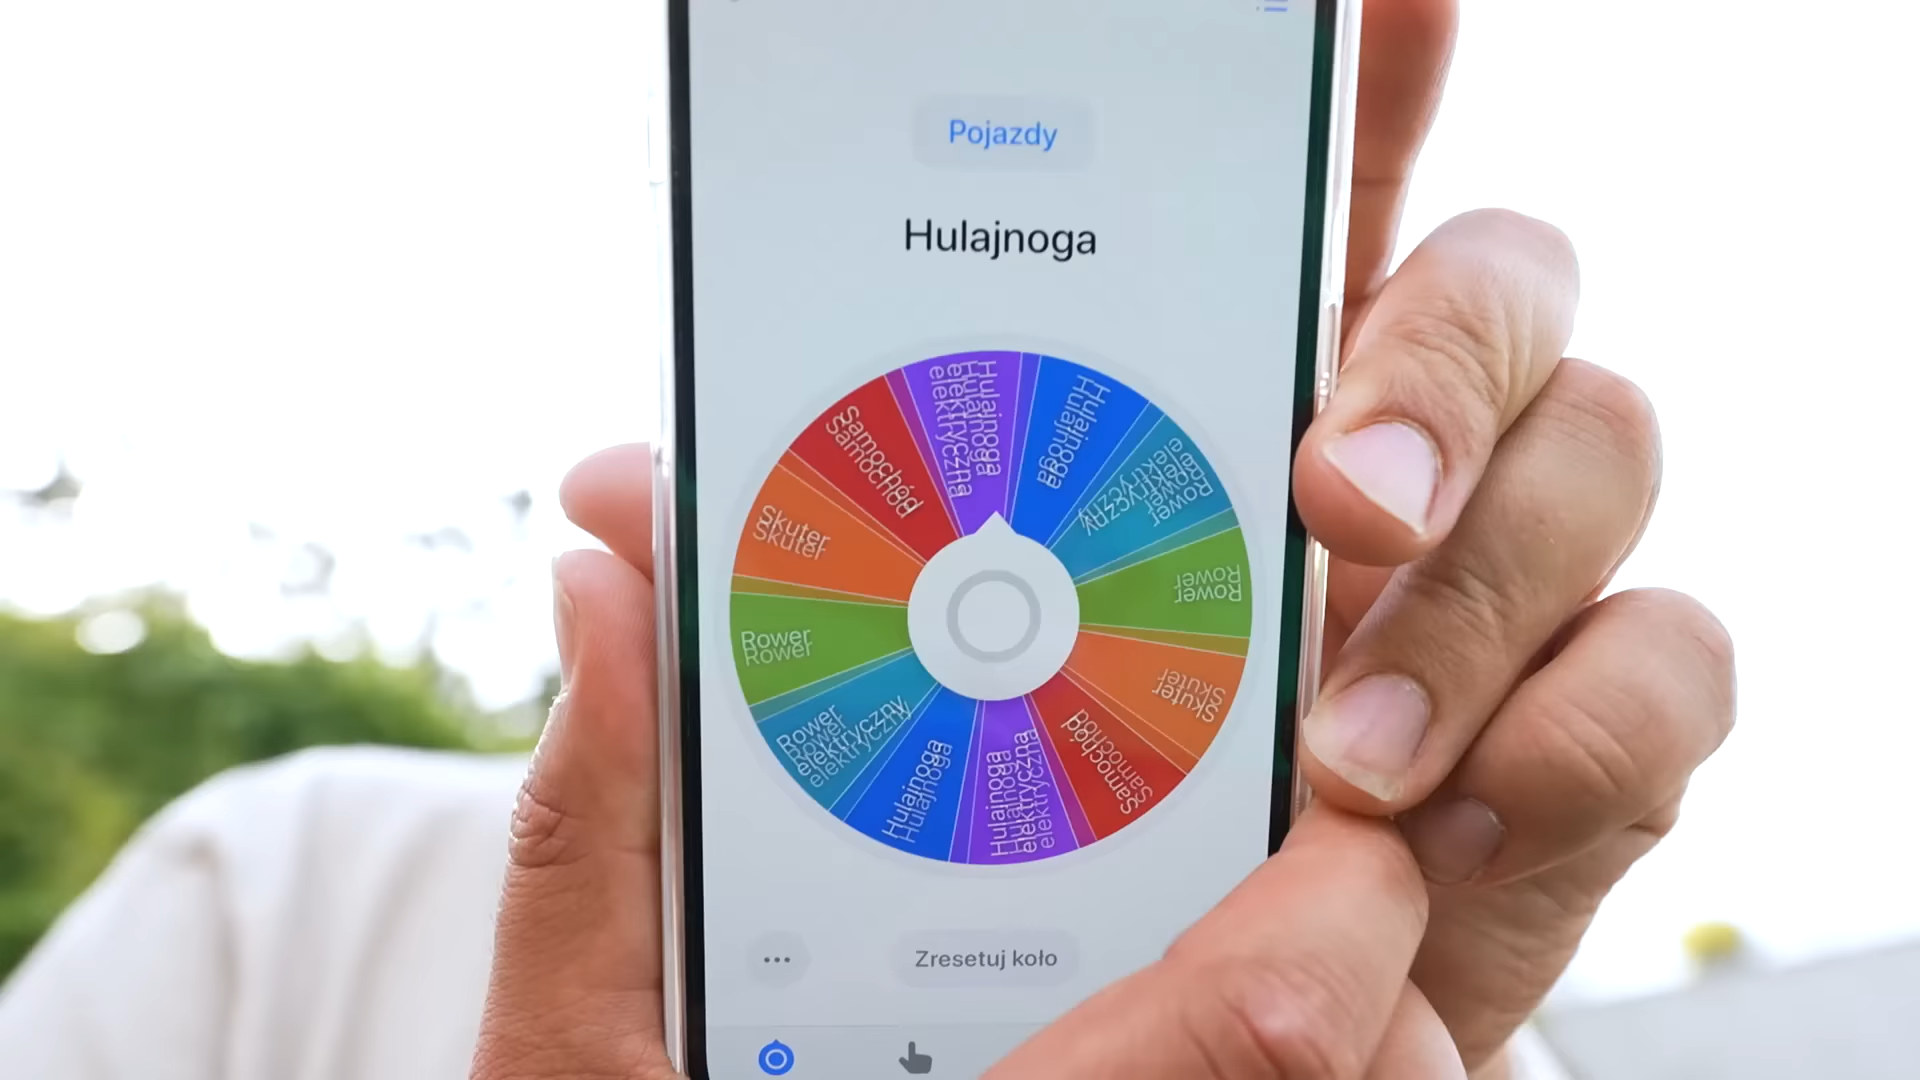 Pojazdy
Hulajnoga
Hulajnoga
elektryczna
Hulajnoga
Rower
elektryczny
Rower
Skuter
Samochód
Hulajnoga
elektryczna
Hulajnoga
Rower
elektryczny
Rower
Skuter
Samochód
Zresetuj koło